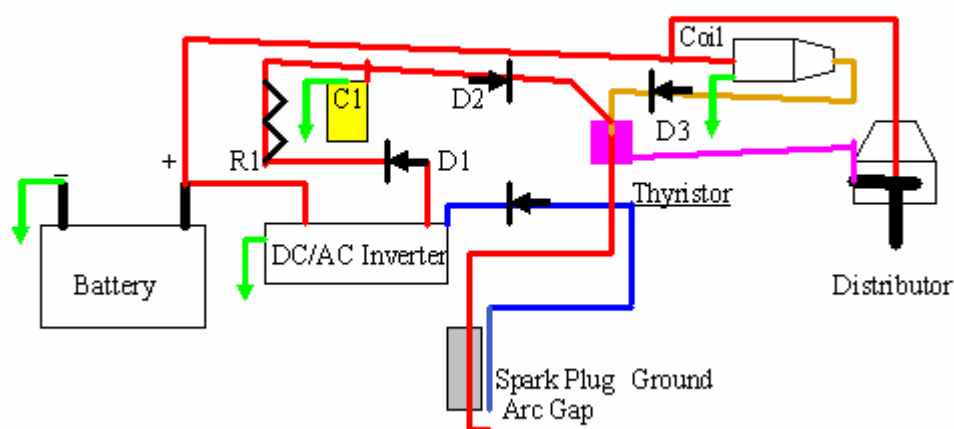 Coil
C1
D2
D3
+
R1
D1
−
Thyristor
DC/AC Inverter
Battery
Distributor
Spark Plug Ground
Arc Gap